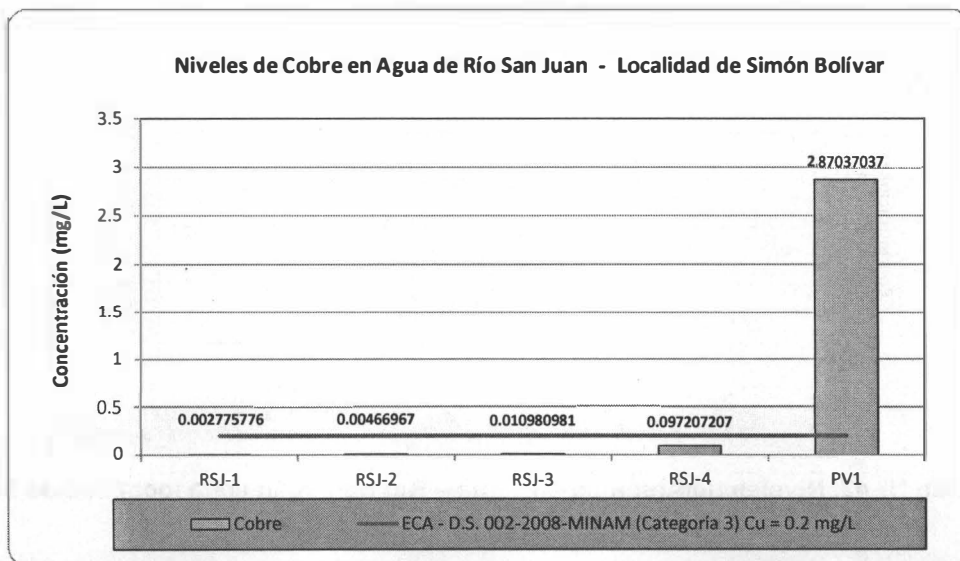 Niveles de Cobre en Agua de Río San Juan - Localidad de Simón Bolívar
Concentración (mg/L)
3.5
3
2.5
2
1.5
1
0.5
0
0.002775776
0.00466967
0.010980981
0.097207207
2.87037037
RSJ-1
RSJ-2
RSJ-3
RSJ-4
PV1
Cobre
ECA - D.S. 002-2008-MINAM (Categoría 3) Cu = 0.2 mg/L